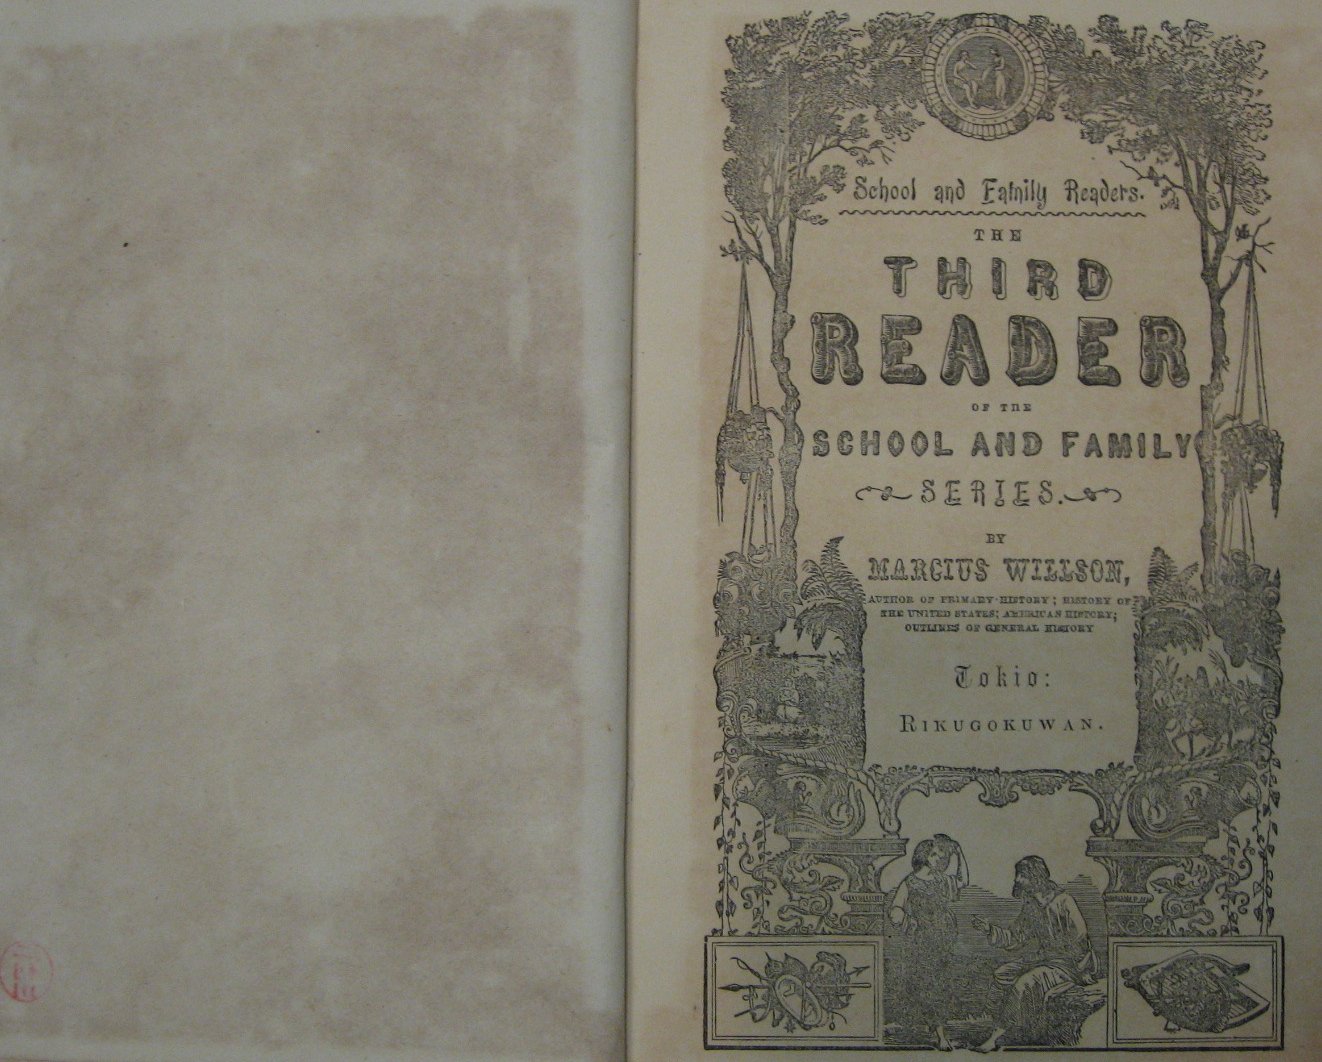 School and Family Readers.
THE
THIRD
READER
OF THE
SCHOOL AND FAMILY
SERIES.
BY
MARCIUS WILLSON,
AUTHOR OF PRIMARY HISTORY; HISTORY OF
THE UNITED STATES; AMERICAN HISTORY;
OUTLINES OF GENERAL HISTORY
Tokio:
RIKUGOKUWAN.